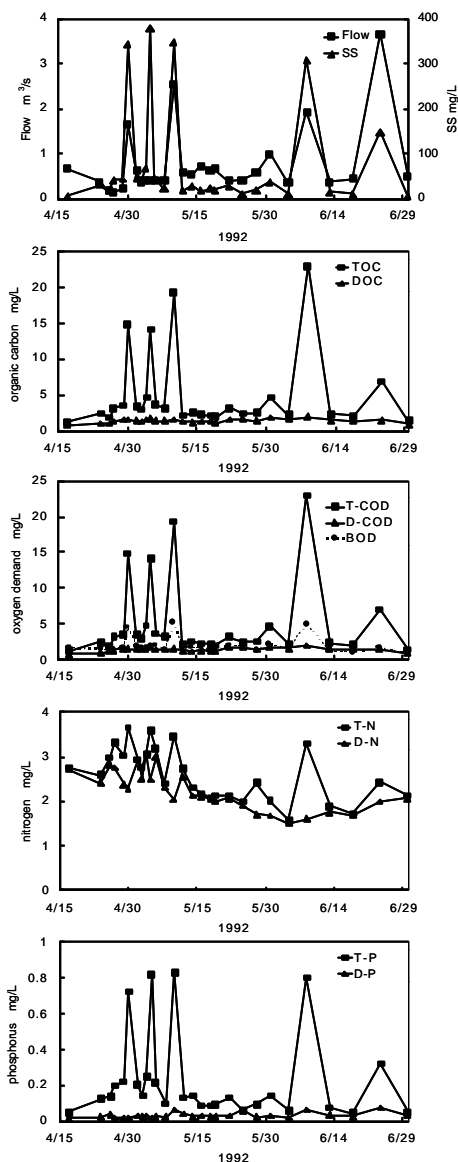 4 400
Flow
SS
3 300
2 200
1 100
0 0
Flow m³/s
SS mg/L
4/15 4/30 5/15 5/30 6/14 6/29
1992
25
TOC
DOC
20
15
10
5
0
organic carbon mg/L
4/15 4/30 5/15 5/30 6/14 6/29
25
T-COD
D-COD
BOD
20
15
10
5
0
oxygen demand mg/L
4/15 4/30 5/15 5/30 6/14 6/29
4
T-N
D-N
3
2
1
0
nitrogen mg/L
4/15 4/30 5/15 5/30 6/14 6/29
1992
1
T-P
D-P
0.8
0.6
0.4
0.2
0
phosphorus mg/L
4/15 4/30 5/15 5/30 6/14 6/29
1992